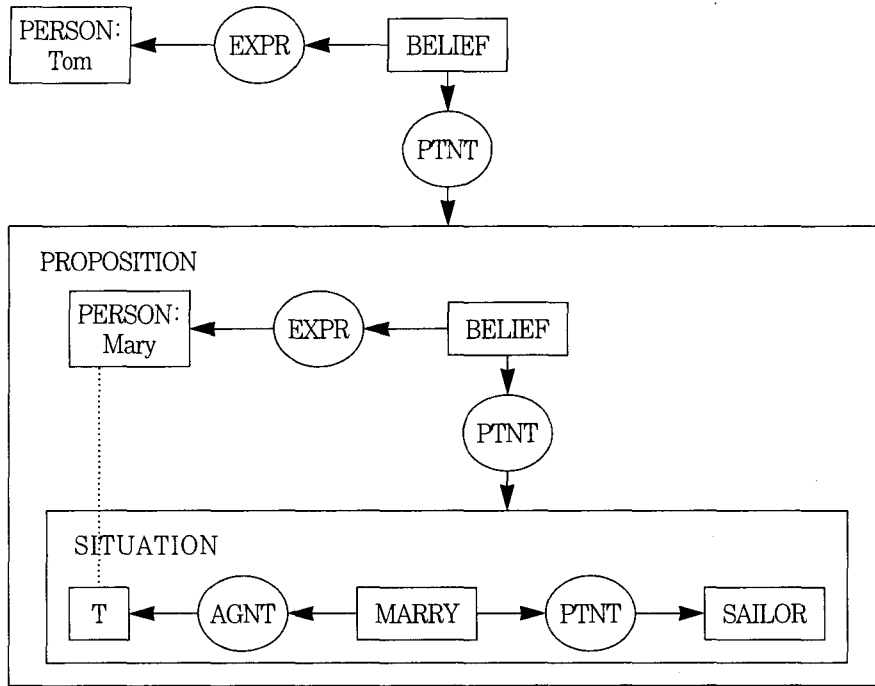 PERSON:
Tom
EXPR
BELIEF
PTNT
PROPOSITION
PERSON:
Mary
EXPR
BELIEF
PTNT
SITUATION
T
AGNT
MARRY
PTNT
SAILOR